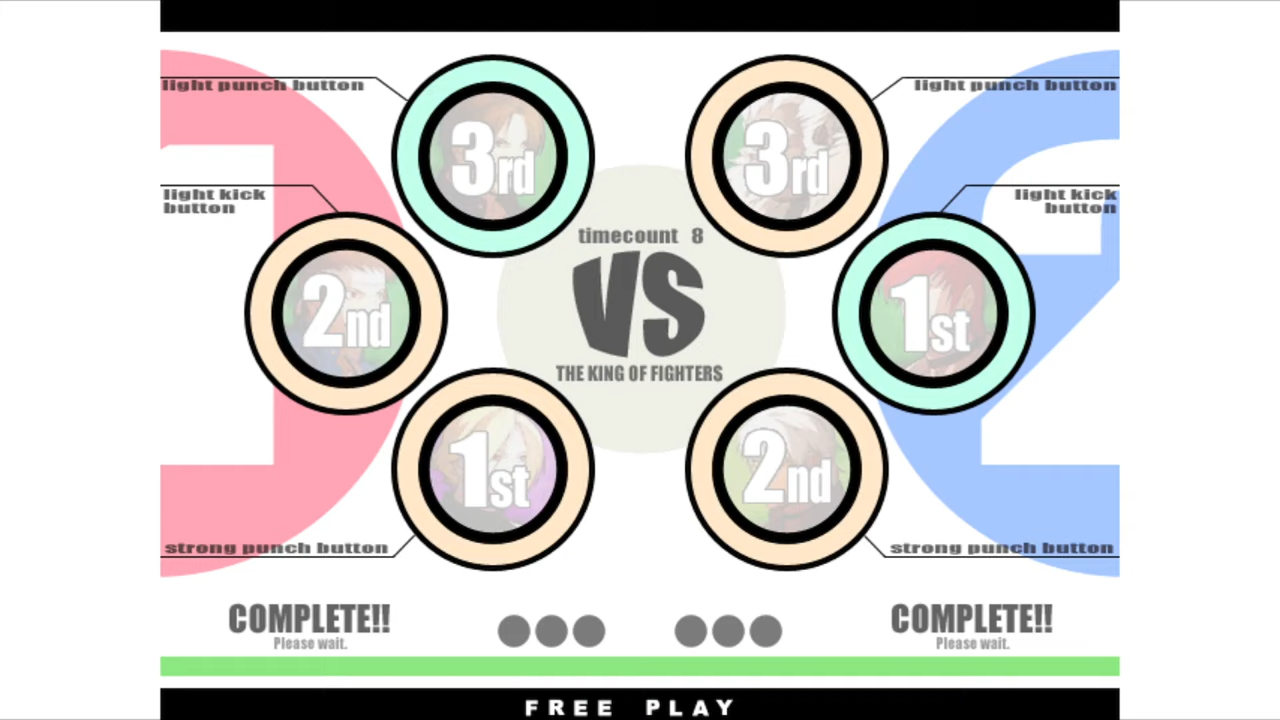 light punch button
light punch button
3rd
3rd
light kick
button
light kick
button
timecount 8
2nd
VS
1st
THE KING OF FIGHTERS
1st
2nd
strong punch button
strong punch button
COMPLETE!!
Please wait.
COMPLETE!!
Please wait.
FREE PLAY
1
2